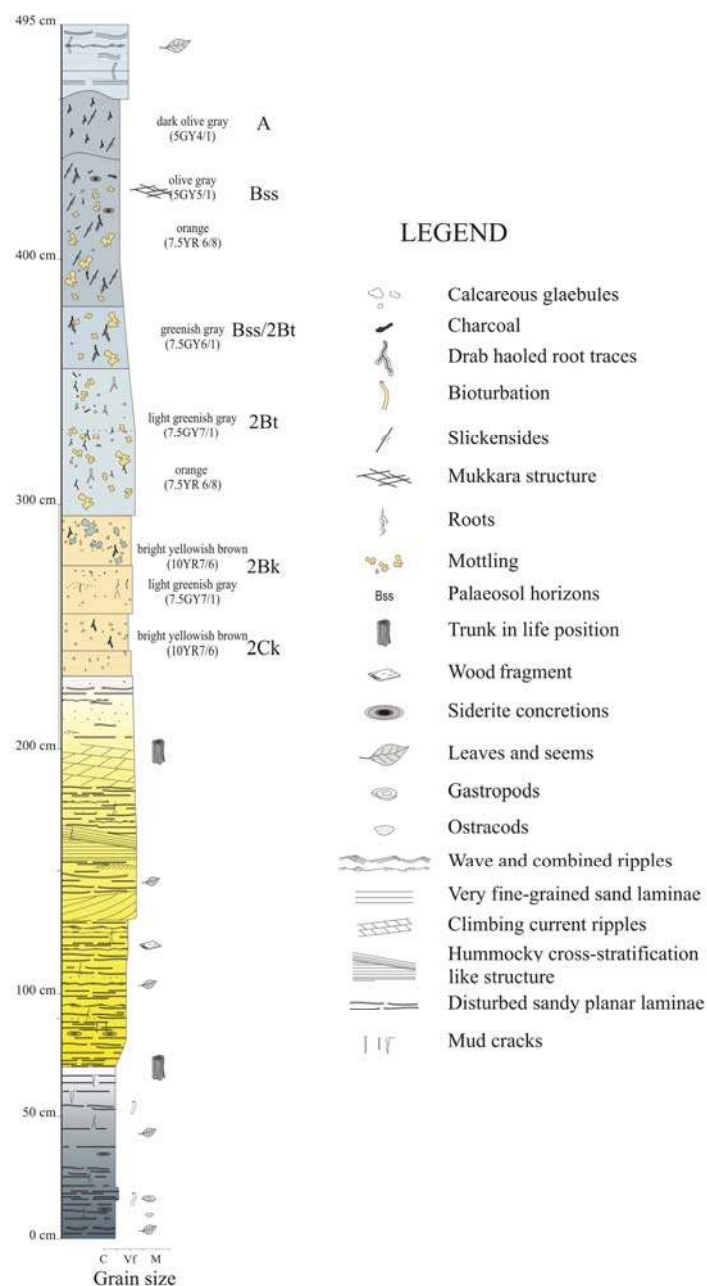 495 cm
dark olive gray A
(5GY4/1)
olive gray Bss
(5GY5/1)
orange
(7.5YR 6/8)
400 cm
greenish gray Bss/2Bt
(7.5GY6/1)
light greenish gray 2Bt
(7.5GY7/1)
orange
(7.5YR 6/8)
300 cm
bright yellowish brown 2Bk
(10YR7/6)
light greenish gray
(7.5GY7/1)
bright yellowish brown 2Ck
(10YR7/6)
200 cm
100 cm
50 cm
0 cm
C Vf M
Grain size
LEGEND
Calcareous glaebules
Charcoal
Drab haoled root traces
Bioturbation
Slickensides
Mukkara structure
Roots
Mottling
Bss Palaeosol horizons
Trunk in life position
Wood fragment
Siderite concretions
Leaves and seems
Gastropods
Ostracods
Wave and combined ripples
Very fine-grained sand laminae
Climbing current ripples
Hummocky cross-stratification
like structure
Disturbed sandy planar laminae
Mud cracks